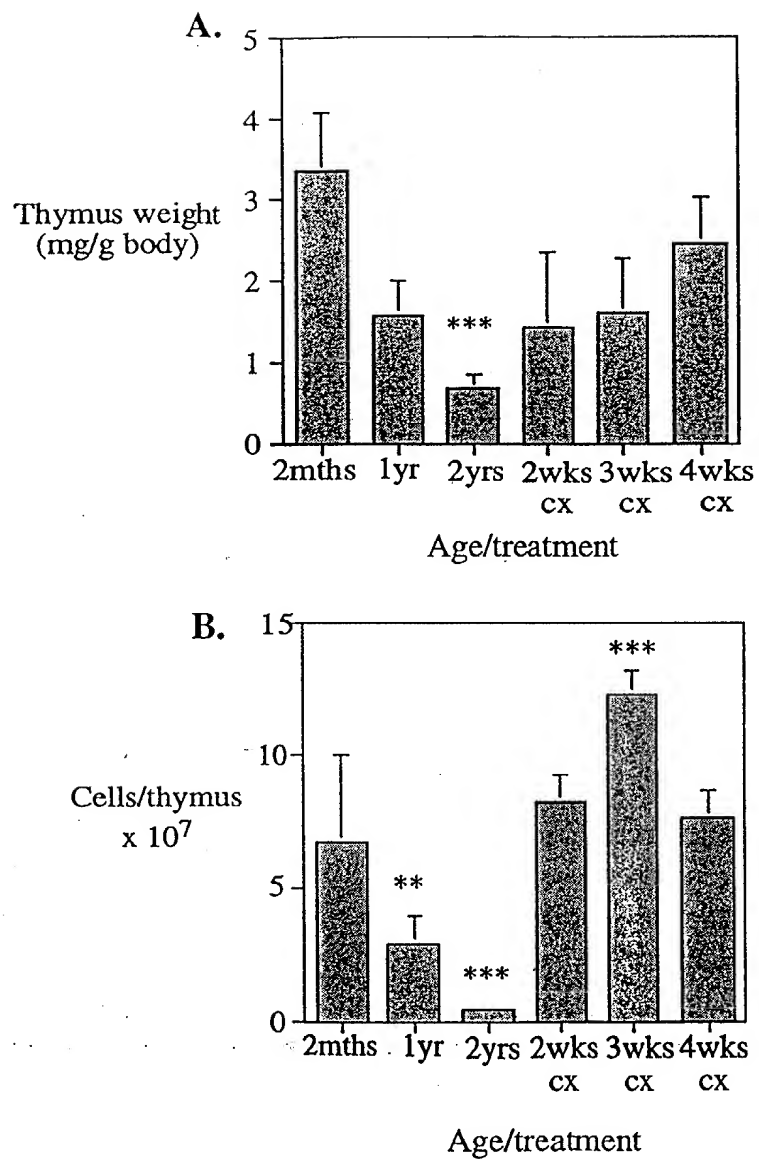 A.
5
4
3
2
1
0
Thymus weight
(mg/g body)
***
2mths 1yr 2yrs 2wks 3wks 4wks
cx cx cx
Age/treatment
B.
15
10
5
0
Cells/thymus
x 10⁷
**
***
***
2mths 1yr 2yrs 2wks 3wks 4wks
cx cx cx
Age/treatment